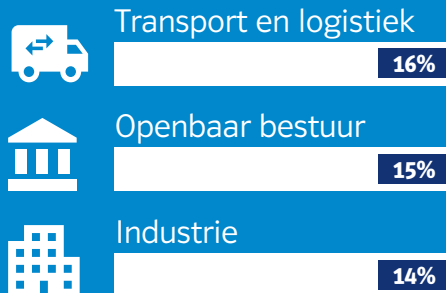 Transport en logistiek
16%
Openbaar bestuur
15%
Industrie
14%